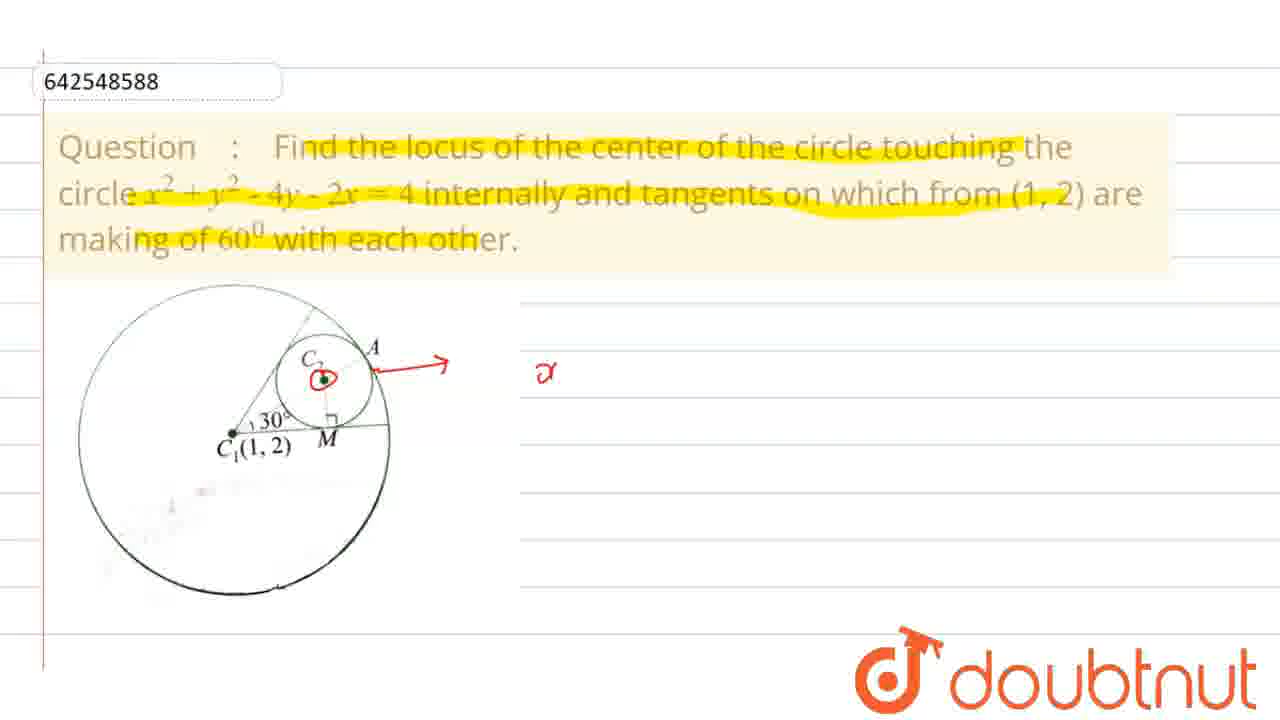 642548588
Question : Find the locus of the center of the circle touching the
circle x² + y² - 4y - 2x = 4 internally and tangents on which from (1, 2) are
making of 60⁰ with each other.
A
C₂
30°
M
C₁(1, 2)
x
doubtnut